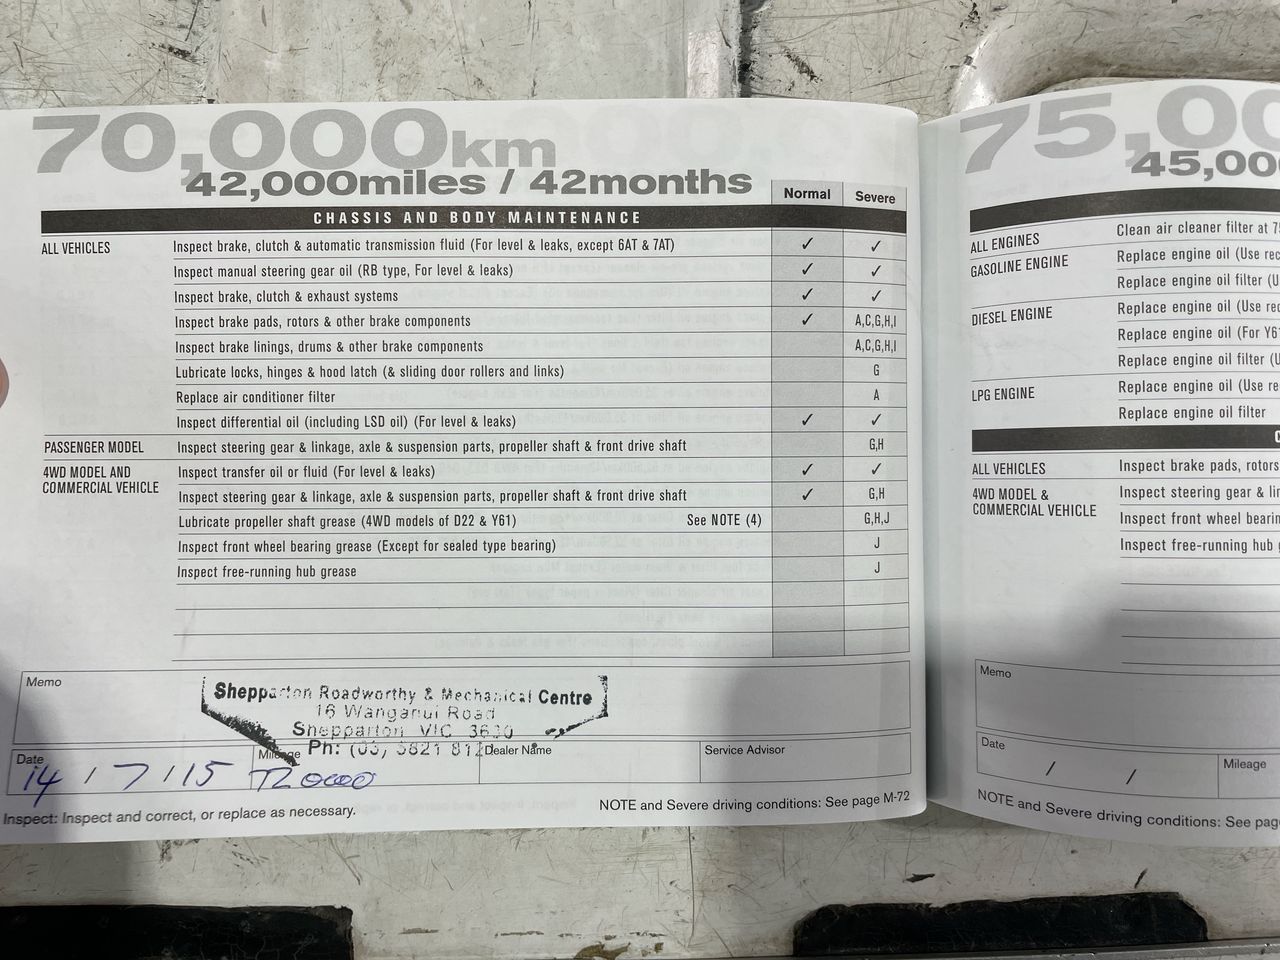 70,000km
42,000miles / 42months
Normal Severe
CHASSIS AND BODY MAINTENANCE
ALL VEHICLES Inspect brake, clutch & automatic transmission fluid (For level & leaks, except 6AT & 7AT) ✓ ✓
Inspect manual steering gear oil (RB type, For level & leaks) ✓ ✓
Inspect brake, clutch & exhaust systems ✓ ✓
Inspect brake pads, rotors & other brake components ✓ A,C,G,H,I
Inspect brake linings, drums & other brake components A,C,G,H,I
Lubricate locks, hinges & hood latch (& sliding door rollers and links) G
Replace air conditioner filter A
Inspect differential oil (including LSD oil) (For level & leaks) ✓ ✓
PASSENGER MODEL Inspect steering gear & linkage, axle & suspension parts, propeller shaft & front drive shaft G,H
4WD MODEL AND Inspect transfer oil or fluid (For level & leaks) ✓ ✓
COMMERCIAL VEHICLE Inspect steering gear & linkage, axle & suspension parts, propeller shaft & front drive shaft ✓ G,H
Lubricate propeller shaft grease (4WD models of D22 & Y61) See NOTE (4) G,H,J
Inspect front wheel bearing grease (Except for sealed type bearing) J
Inspect free-running hub grease J
Memo
Shepparton Roadworthy & Mechanical Centre
16 Wanganui Road
Shepparton VIC 3630
Ph: (03) 5821
Date Mileage Dealer Name Service Advisor
14 / 7 / 15
Inspect: Inspect and correct, or replace as necessary.
NOTE and Severe driving conditions: See page M-72
75,00
45,00
ALL ENGINES Clean air cleaner filter at
GASOLINE ENGINE Replace engine oil (Use
Replace engine oil filter
DIESEL ENGINE Replace engine oil (Use
Replace engine oil (For
Replace engine oil filter
LPG ENGINE Replace engine oil (Use
Replace engine oil filter
ALL VEHICLES Inspect brake pads,
4WD MODEL & Inspect steering gear &
COMMERCIAL VEHICLE Inspect front wheel
Inspect free-running hub
Memo
Date Mileage
/ /
NOTE and Severe driving conditions: See